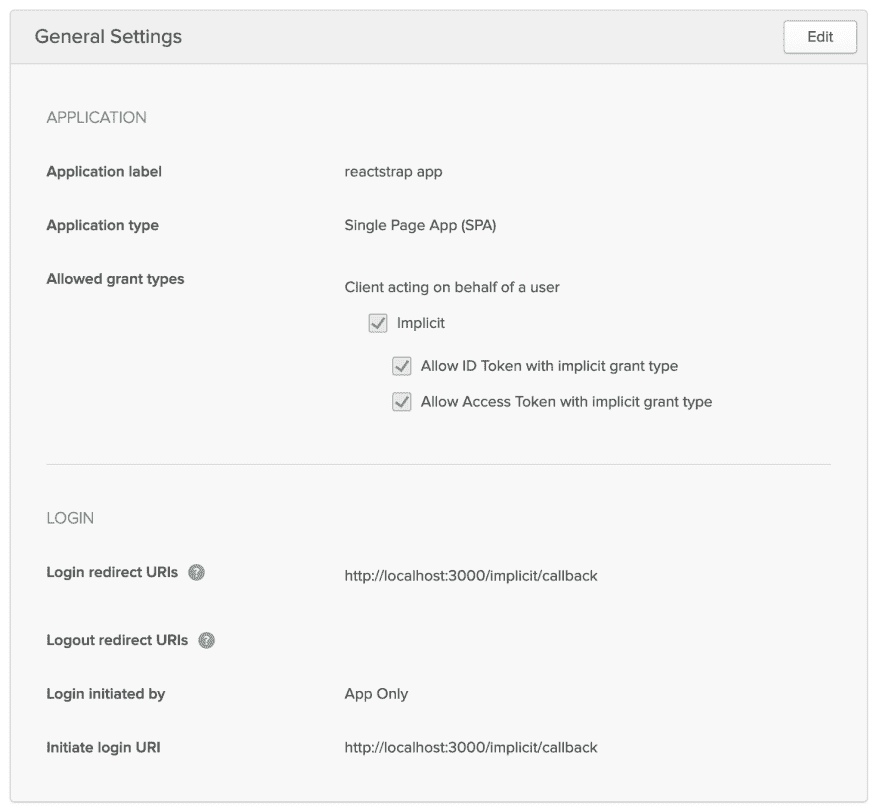 General Settings
Edit
APPLICATION
Application label
reactstrap app
Application type
Single Page App (SPA)
Allowed grant types
Client acting on behalf of a user
Implicit
Allow ID Token with implicit grant type
Allow Access Token with implicit grant type
LOGIN
Login redirect URIs ?
http://localhost:3000/implicit/callback
Logout redirect URIs ?
Login initiated by
App Only
Initiate login URI
http://localhost:3000/implicit/callback